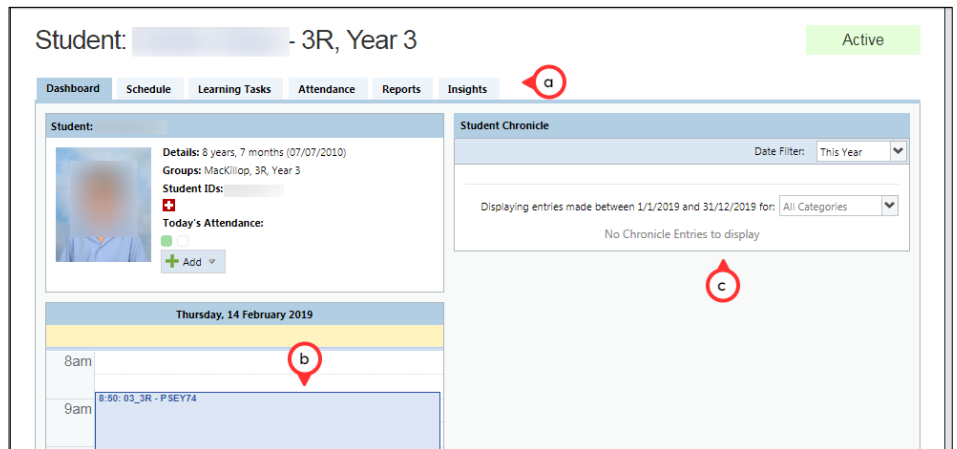 Student: - 3R, Year 3
Active
Dashboard Schedule Learning Tasks Attendance Reports Insights
a
Student:
Details: 8 years, 7 months (07/07/2010)
Groups: MacKillop, 3R, Year 3
Student IDs:
Today's Attendance:
Add
Student Chronicle
Date Filter: This Year
Displaying entries made between 1/1/2019 and 31/12/2019 for: All Categories
No Chronicle Entries to display
c
Thursday, 14 February 2019
b
8am
8:50: 03_3R - PSEY74
9am